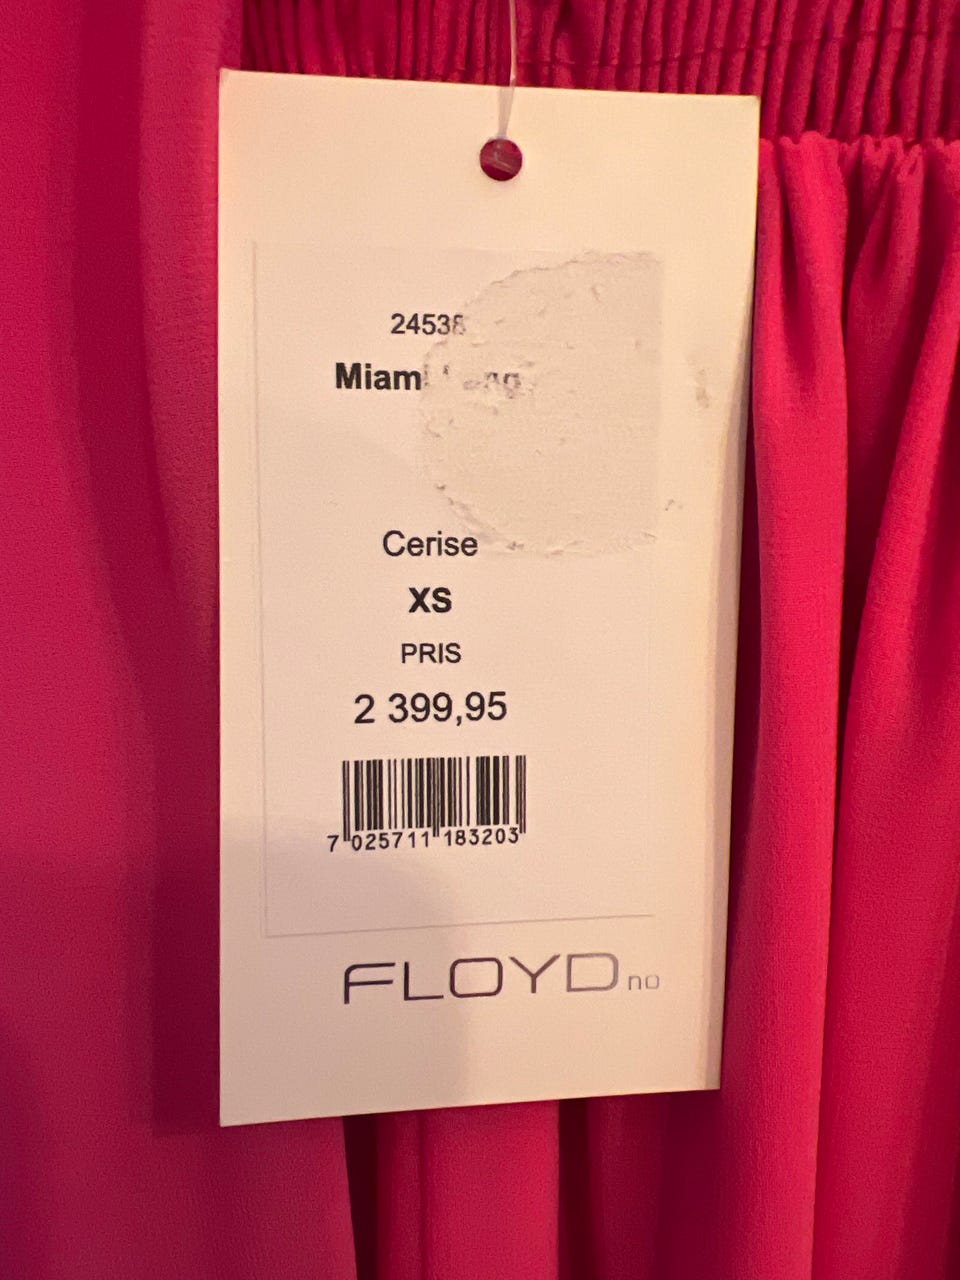 24538
Miami
Cerise
XS
PRIS
2 399,95
7 025711 183203
FLOYD no